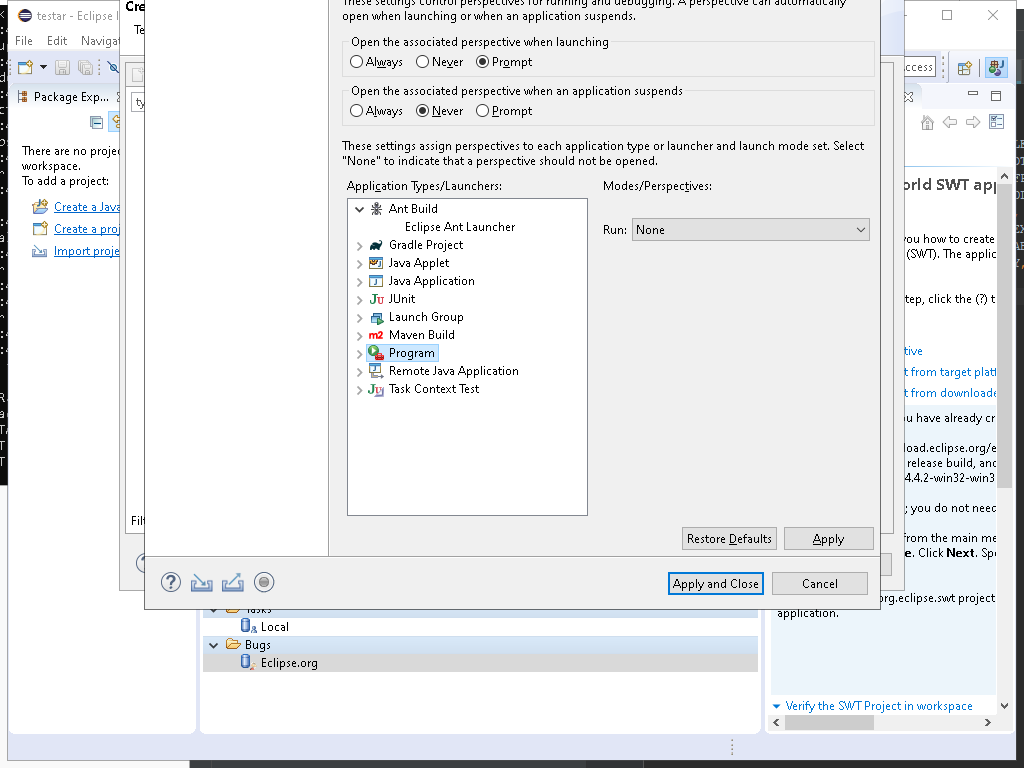 testar - Eclipse
File Edit Navigat
Package Exp...
There are no proje
workspace.
To add a project:
Create a Java
Create a proj
Import proje
Cre
These settings control perspectives for running and debugging. A perspective can automatically
open when launching or when an application suspends.
Open the associated perspective when launching
Always Never Prompt
Open the associated perspective when an application suspends
Always Never Prompt
These settings assign perspectives to each application type or launcher and launch mode set. Select
"None" to indicate that a perspective should not be opened.
Application Types/Launchers:
Modes/Perspectives:
Ant Build
Eclipse Ant Launcher
Gradle Project
Java Applet
Java Application
JUnit
Launch Group
Maven Build
Program
Remote Java Application
Task Context Test
Run: None
Restore Defaults
Apply
Apply and Close
Cancel
Filt
Tasks
Local
Bugs
Eclipse.org
ccess
orld SWT app
you how to create
(SWT). The applic
tep, click the (?) t
tive
t from target platf
t from downloade
ou have already cr
load.eclipse.org/e
release build, and
4.4.2-win32-win3
; you do not need
from the main me
e. Click Next. Spe
org.eclipse.swt project
application.
Verify the SWT Project in workspace